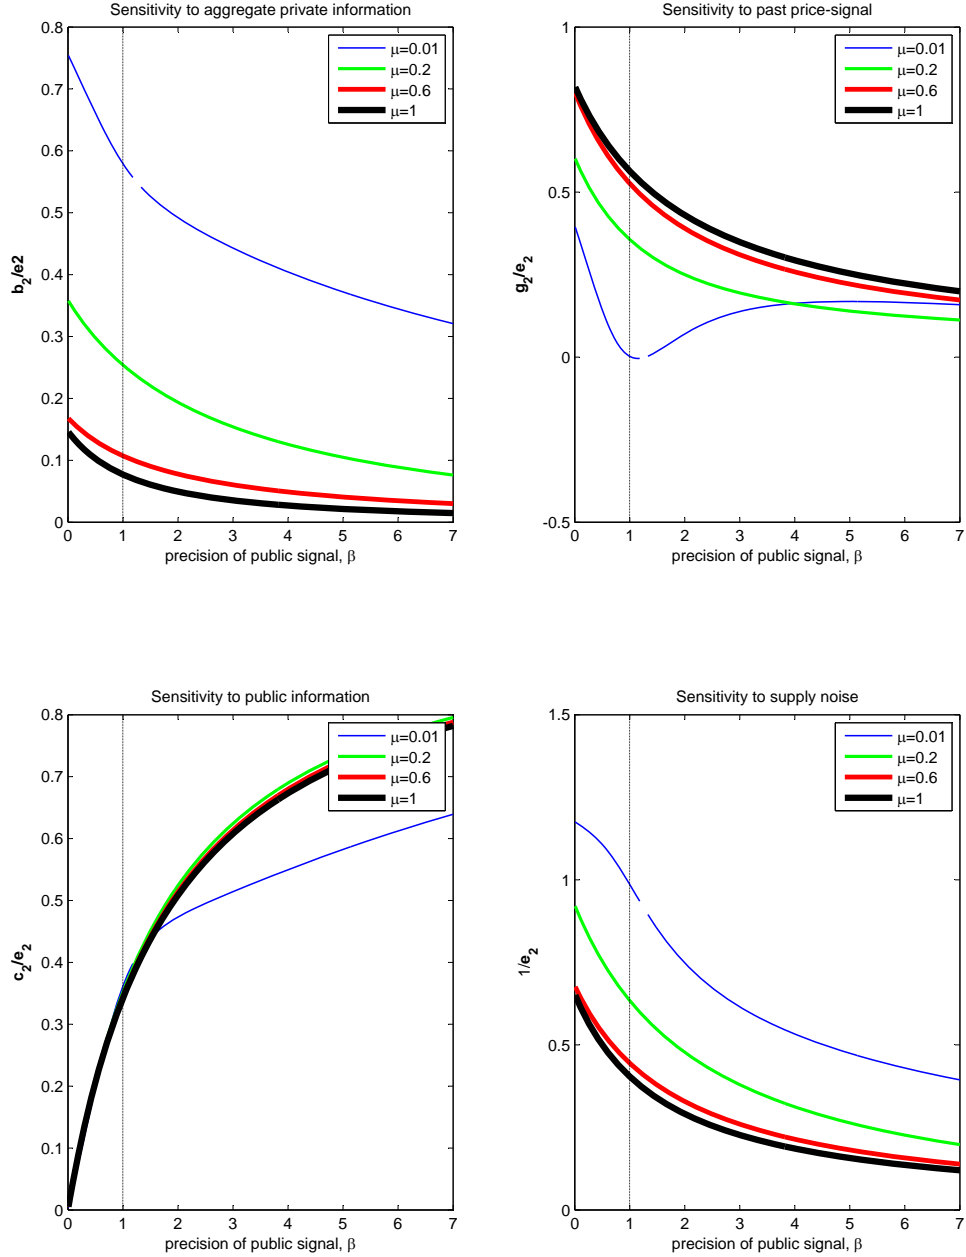 Sensitivity to aggregate private information
0.8
0.7
0.6
0.5
0.4
0.3
0.2
0.1
0
b2/e2
0 1 2 3 4 5 6 7
precision of public signal, β
μ=0.01
μ=0.2
μ=0.6
μ=1
Sensitivity to past price-signal
1
0.5
0
-0.5
g2/e2
0 1 2 3 4 5 6 7
precision of public signal, β
μ=0.01
μ=0.2
μ=0.6
μ=1
Sensitivity to public information
0.8
0.7
0.6
0.5
0.4
0.3
0.2
0.1
0
c2/e2
0 1 2 3 4 5 6 7
precision of public signal, β
μ=0.01
μ=0.2
μ=0.6
μ=1
Sensitivity to supply noise
1.5
1
0.5
0
1/e2
0 1 2 3 4 5 6 7
precision of public signal, β
μ=0.01
μ=0.2
μ=0.6
μ=1